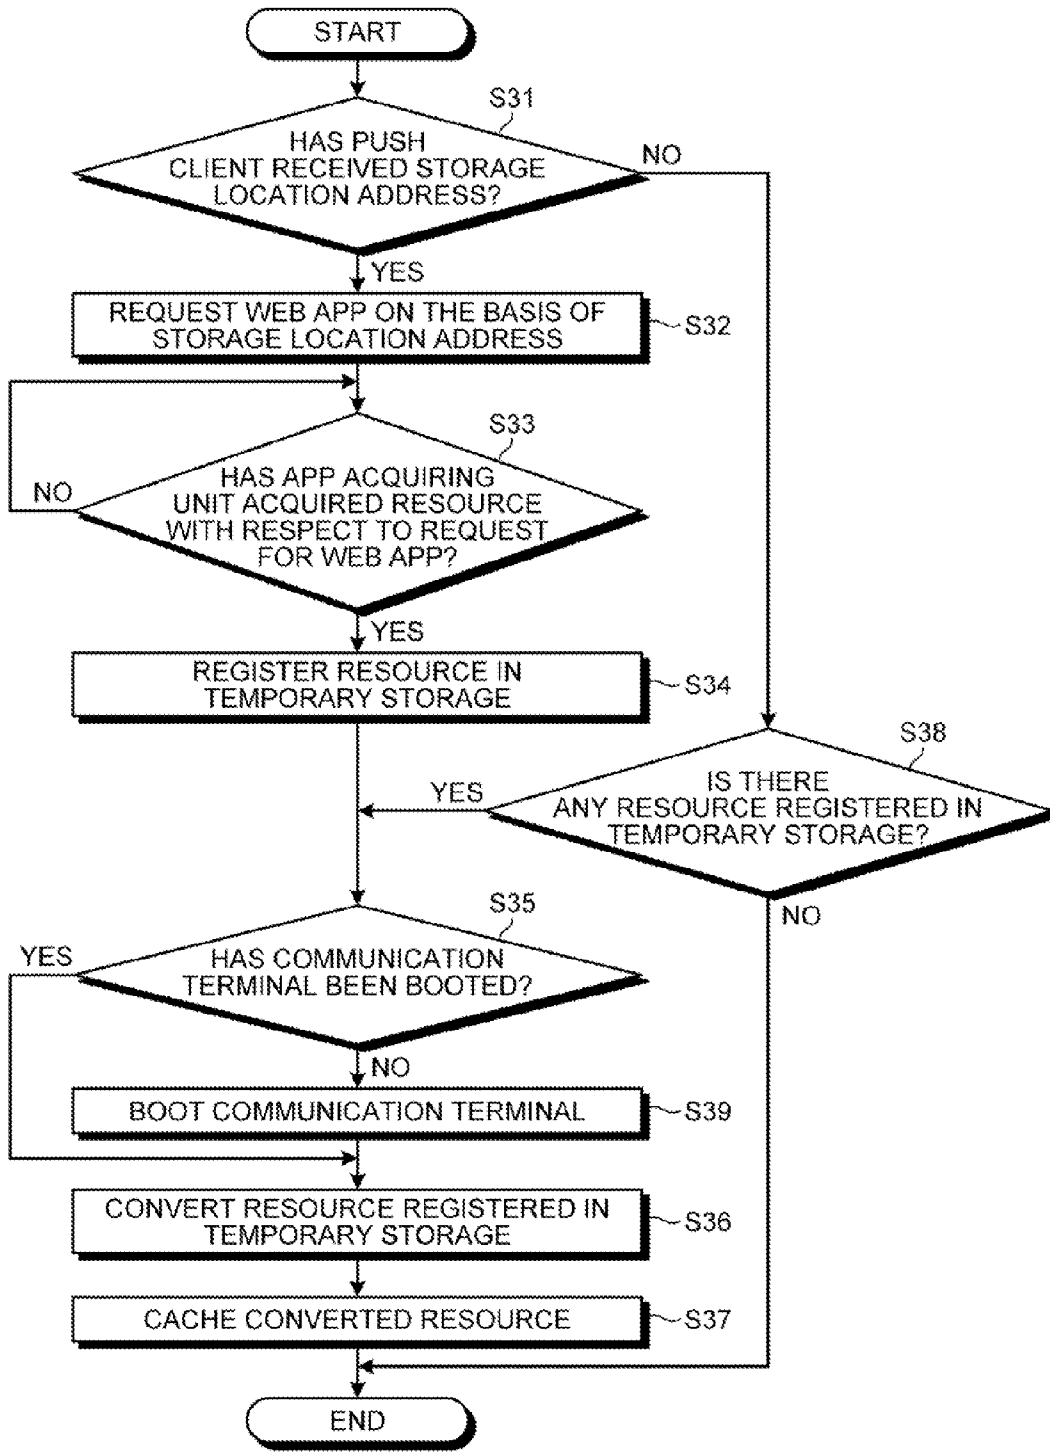 START
S31
HAS PUSH
CLIENT RECEIVED STORAGE
LOCATION ADDRESS?
NO
YES
REQUEST WEB APP ON THE BASIS OF
STORAGE LOCATION ADDRESS
S32
S33
HAS APP ACQUIRING
UNIT ACQUIRED RESOURCE
WITH RESPECT TO REQUEST
FOR WEB APP?
NO
YES
REGISTER RESOURCE IN
TEMPORARY STORAGE
S34
S38
IS THERE
ANY RESOURCE REGISTERED IN
TEMPORARY STORAGE?
YES
NO
S35
HAS COMMUNICATION
TERMINAL BEEN BOOTED?
YES
NO
BOOT COMMUNICATION TERMINAL
S39
CONVERT RESOURCE REGISTERED IN
TEMPORARY STORAGE
S36
CACHE CONVERTED RESOURCE
S37
END